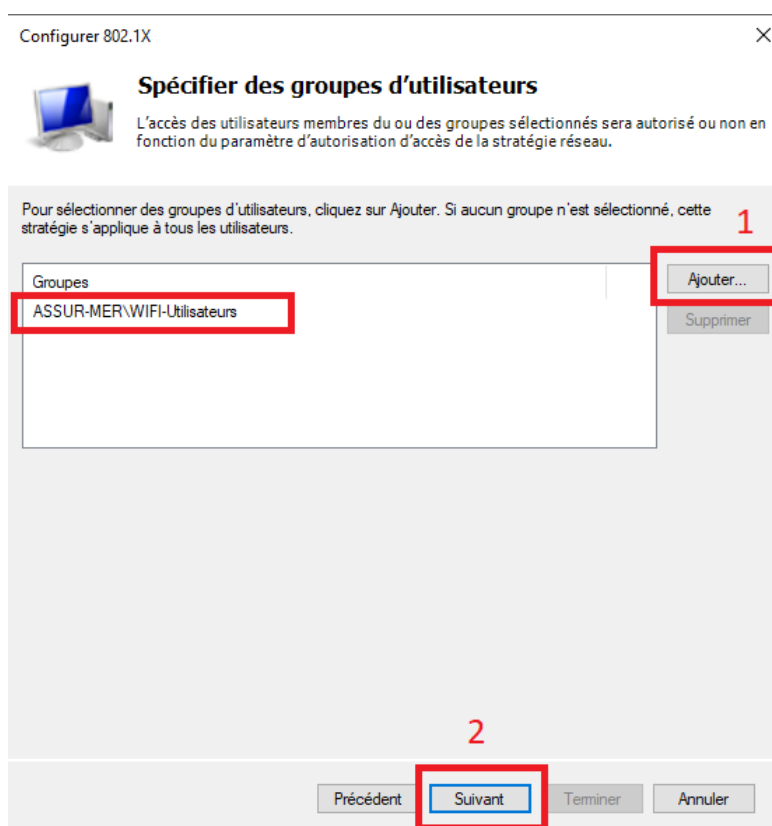 Configurer 802.1X
Spécifier des groupes d’utilisateurs
L’accès des utilisateurs membres du ou des groupes sélectionnés sera autorisé ou non en
fonction du paramètre d’autorisation d’accès de la stratégie réseau.
Pour sélectionner des groupes d’utilisateurs, cliquez sur Ajouter. Si aucun groupe n’est sélectionné, cette
stratégie s’applique à tous les utilisateurs.
1
Groupes
Ajouter...
ASSUR-MER\WIFI-Utilisateurs
Supprimer
2
Précédent Suivant Terminer Annuler